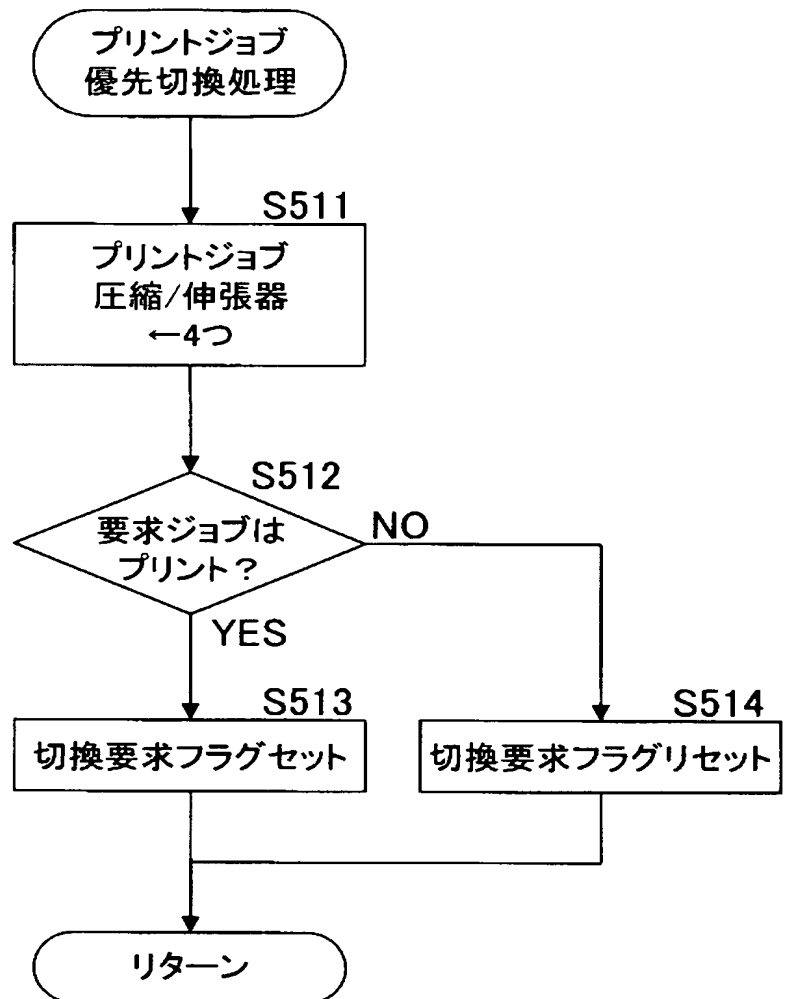 プリントジョブ
優先切換処理
S511
プリントジョブ
圧縮/伸張器
←4つ
S512
要求ジョブは
プリント?
NO
YES
S513
切換要求フラグセット
S514
切換要求フラグリセット
リターン